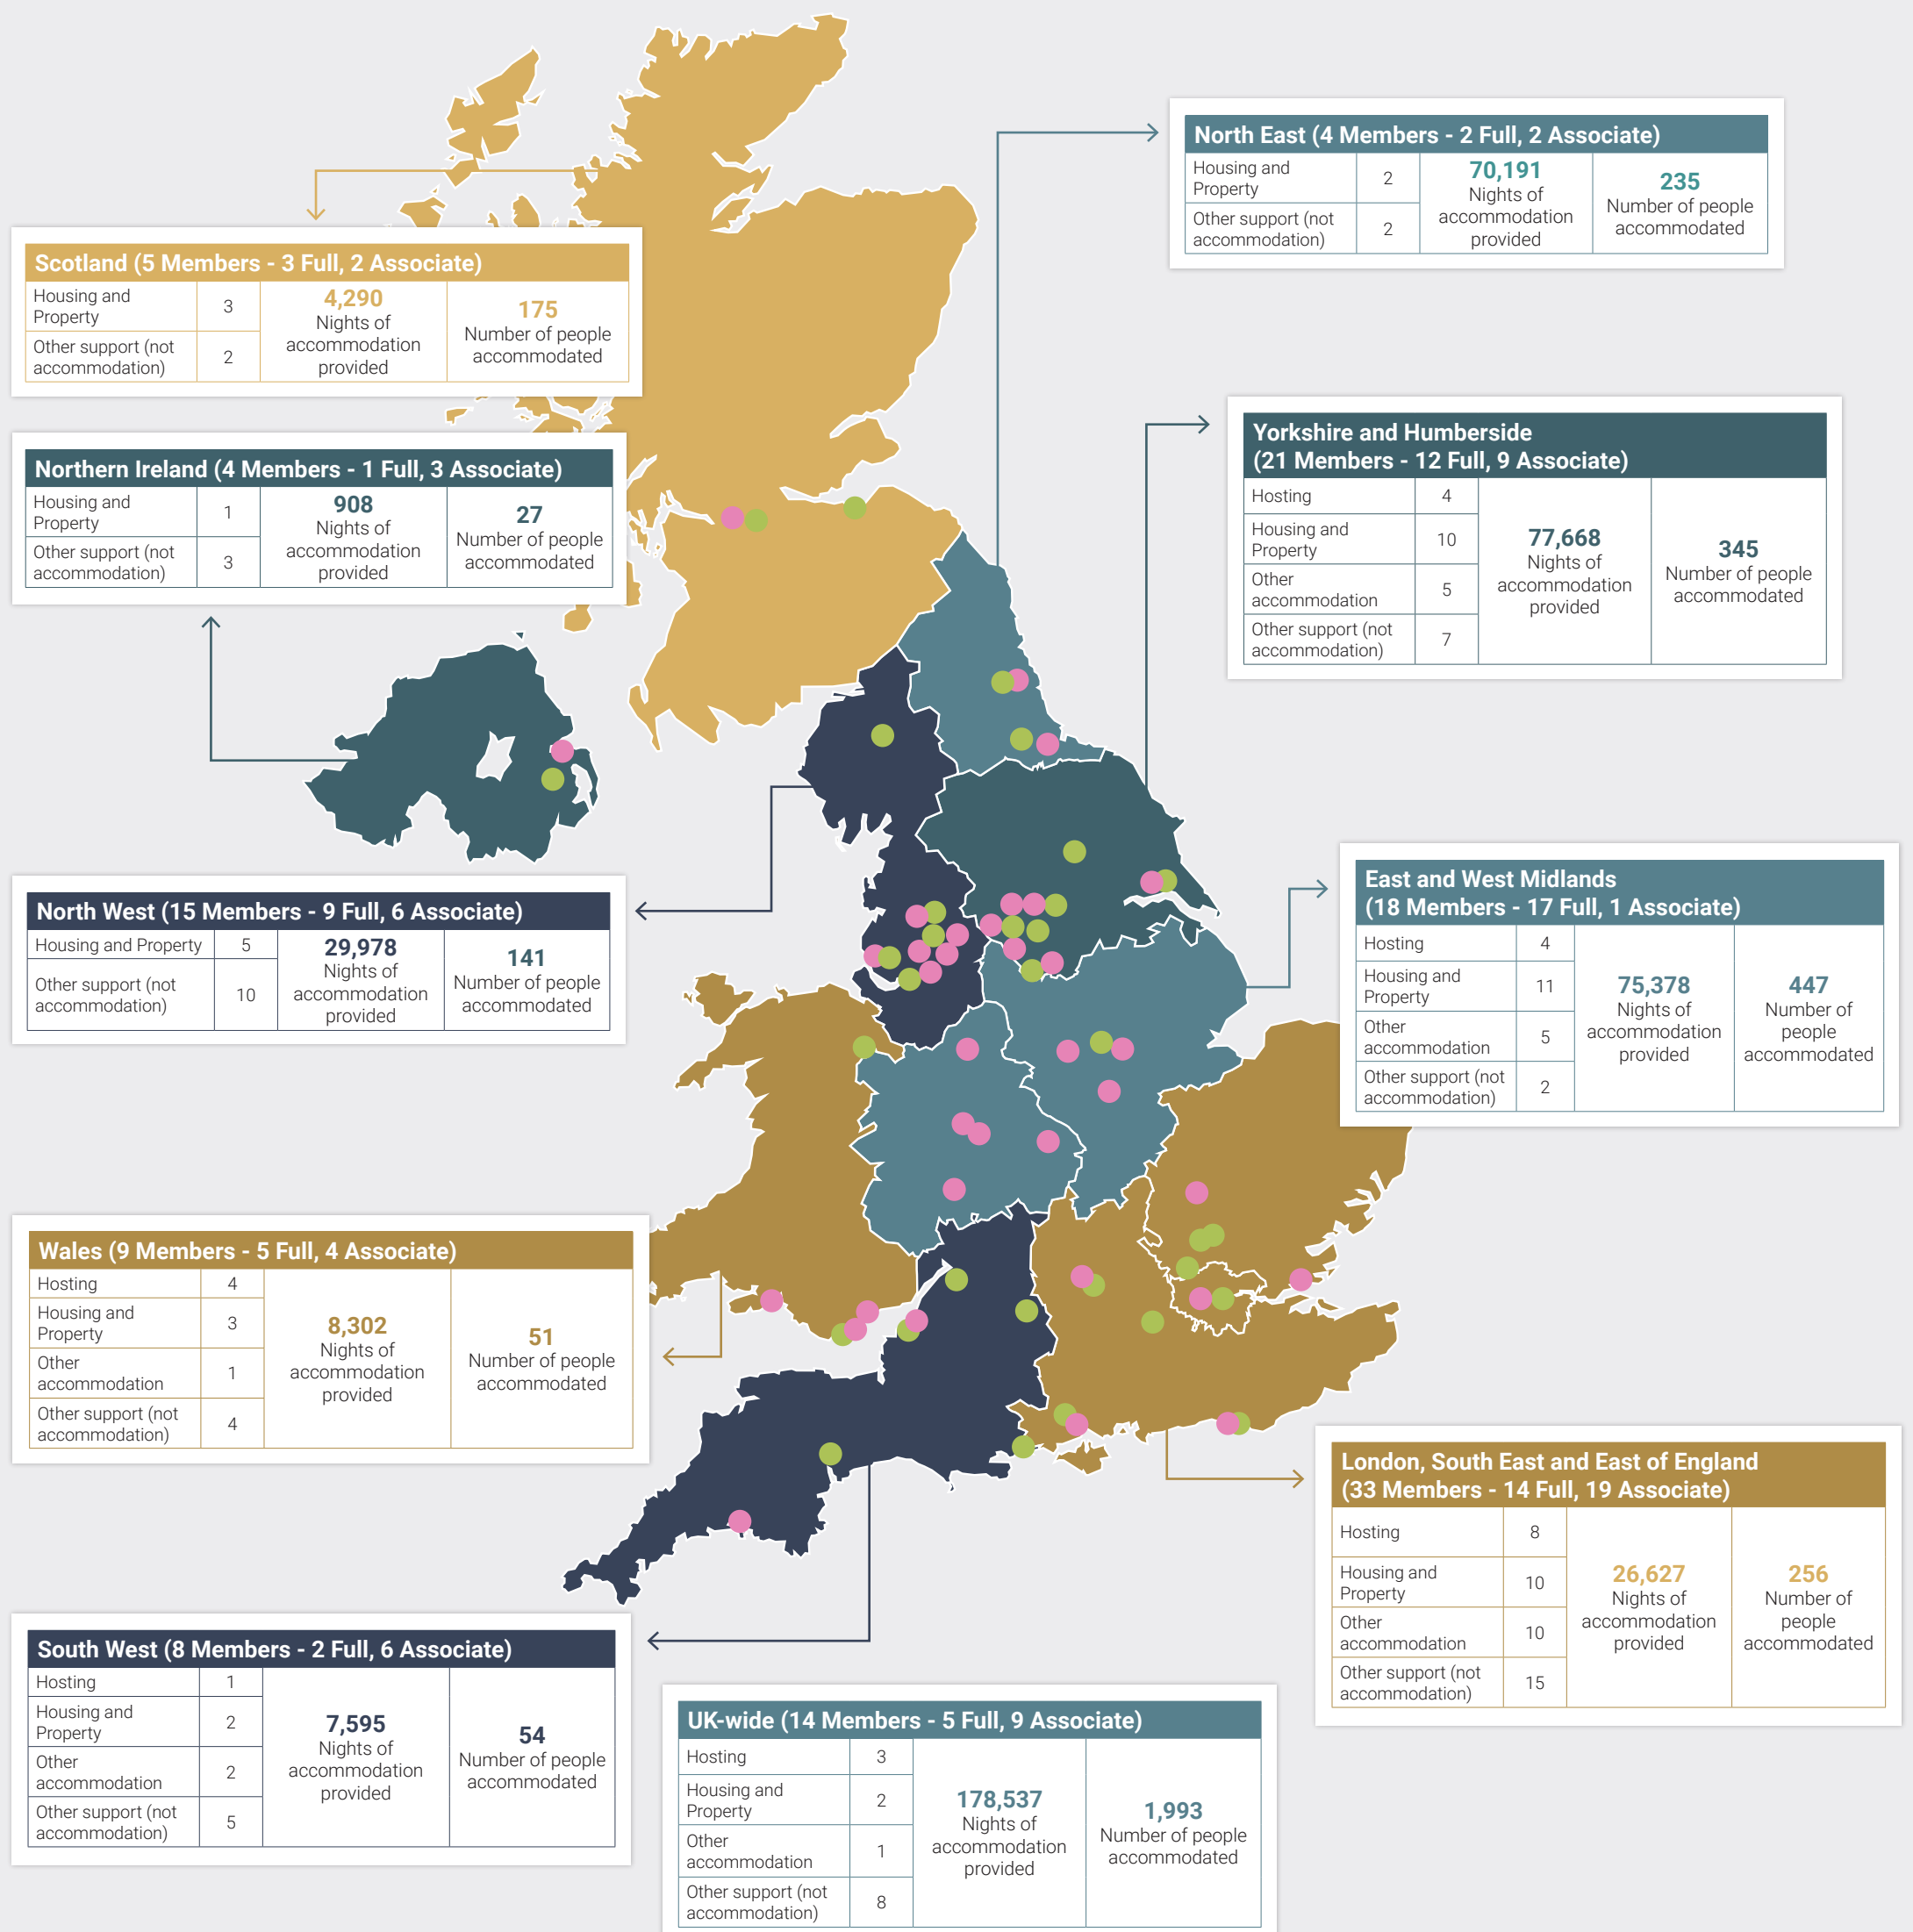 North East (4 Members - 2 Full, 2 Associate)
Housing and
Property
2
Other support (not
accommodation)
2
70,191
Nights of
accommodation
provided
235
Number of people
accommodated
Scotland (5 Members - 3 Full, 2 Associate)
Housing and
Property
3
Other support (not
accommodation)
2
4,290
Nights of
accommodation
provided
175
Number of people
accommodated
Yorkshire and Humberside
(21 Members - 12 Full, 9 Associate)
Hosting
4
Housing and
Property
10
Other
accommodation
5
Other support (not
accommodation)
7
77,668
Nights of
accommodation
provided
345
Number of people
accommodated
Northern Ireland (4 Members - 1 Full, 3 Associate)
Housing and
Property
1
Other support (not
accommodation)
3
908
Nights of
accommodation
provided
27
Number of people
accommodated
East and West Midlands
(18 Members - 17 Full, 1 Associate)
Hosting
4
Housing and
Property
11
Other
accommodation
5
Other support (not
accommodation)
2
75,378
Nights of
accommodation
provided
447
Number of
people
accommodated
North West (15 Members - 9 Full, 6 Associate)
Housing and Property
5
Other support (not
accommodation)
10
29,978
Nights of
accommodation
provided
141
Number of people
accommodated
Wales (9 Members - 5 Full, 4 Associate)
Hosting
4
Housing and
Property
3
Other
accommodation
1
Other support (not
accommodation)
4
8,302
Nights of
accommodation
provided
51
Number of people
accommodated
London, South East and East of England
(33 Members - 14 Full, 19 Associate)
Hosting
8
Housing and
Property
10
Other
accommodation
10
Other support (not
accommodation)
15
26,627
Nights of
accommodation
provided
256
Number of
people
accommodated
South West (8 Members - 2 Full, 6 Associate)
Hosting
1
Housing and
Property
2
Other
accommodation
2
Other support (not
accommodation)
5
7,595
Nights of
accommodation
provided
54
Number of people
accommodated
UK-wide (14 Members - 5 Full, 9 Associate)
Hosting
3
Housing and
Property
2
Other
accommodation
1
Other support (not
accommodation)
8
178,537
Nights of
accommodation
provided
1,993
Number of people
accommodated